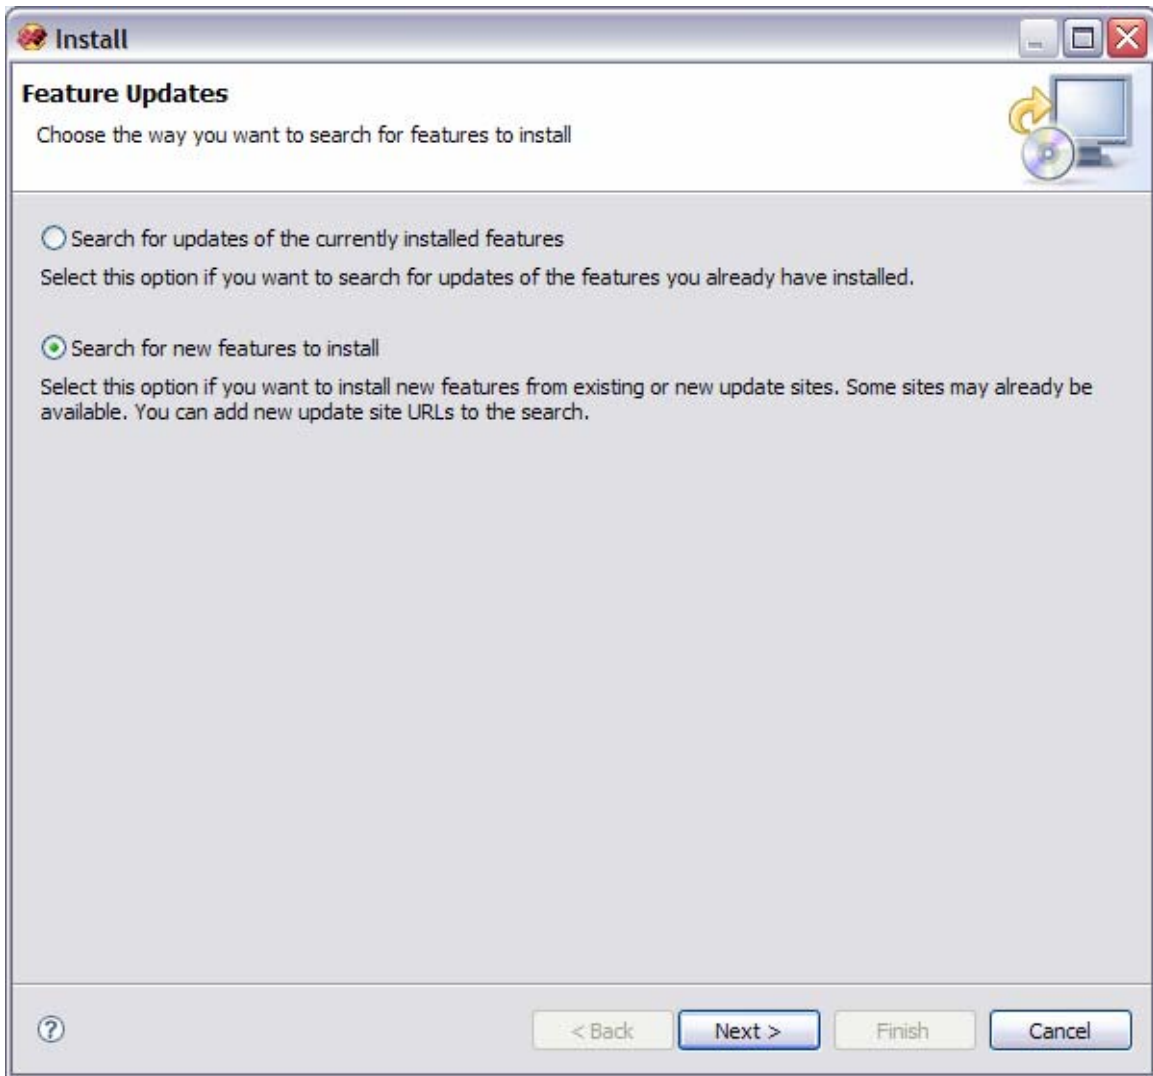 Install
Feature Updates
Choose the way you want to search for features to install
Search for updates of the currently installed features
Select this option if you want to search for updates of the features you already have installed.
Search for new features to install
Select this option if you want to install new features from existing or new update sites. Some sites may already be
available. You can add new update site URLs to the search.
? < Back Next > Finish Cancel